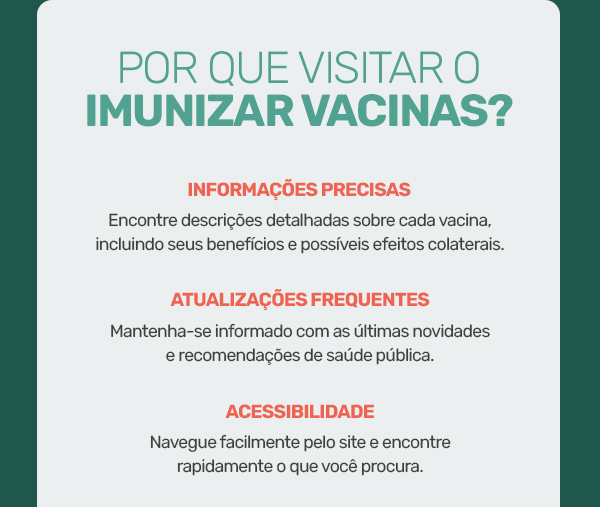 POR QUE VISITAR O
IMUNIZAR VACINAS?
INFORMAÇÕES PRECISAS
Encontre descrições detalhadas sobre cada vacina,
incluindo seus benefícios e possíveis efeitos colaterais.
ATUALIZAÇÕES FREQUENTES
Mantenha-se informado com as últimas novidades
e recomendações de saúde pública.
ACESSIBILIDADE
Navegue facilmente pelo site e encontre
rapidamente o que você procura.